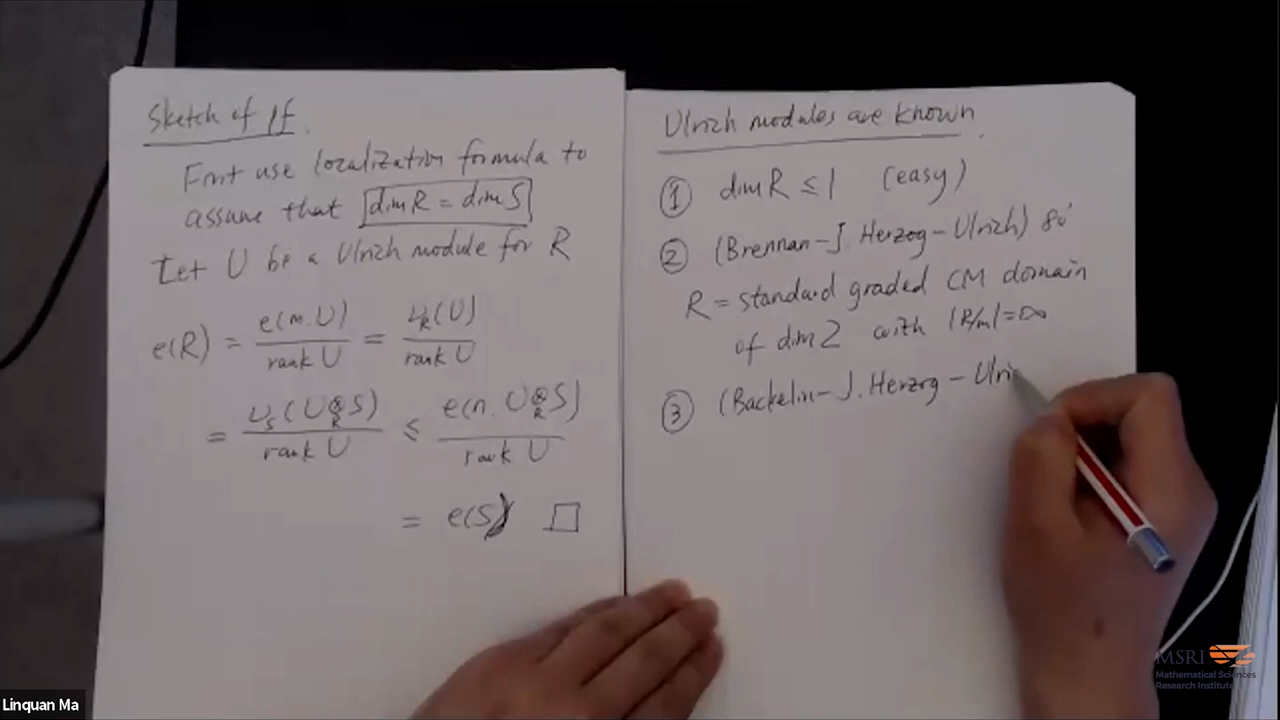 Sketch of pf.
First use localization formula to
assume that dim R = dim S
Let U be a Ulrich module for R
e(R) = e(m, U) / rank U = ν_R(U) / rank U
= ν_S(U ⊗_R S) / rank U ≤ e(n, U ⊗_R S) / rank U
= e(S) □
Ulrich modules are known.
① dim R ≤ 1 (easy)
② (Brennan – J. Herzog – Ulrich) 80'
R = standard graded CM domain
of dim 2 with |R/m| = ∞
③ (Backelin – J. Herzog – Ulri
MSRI
Mathematical Sciences
Research Institute
Linquan Ma